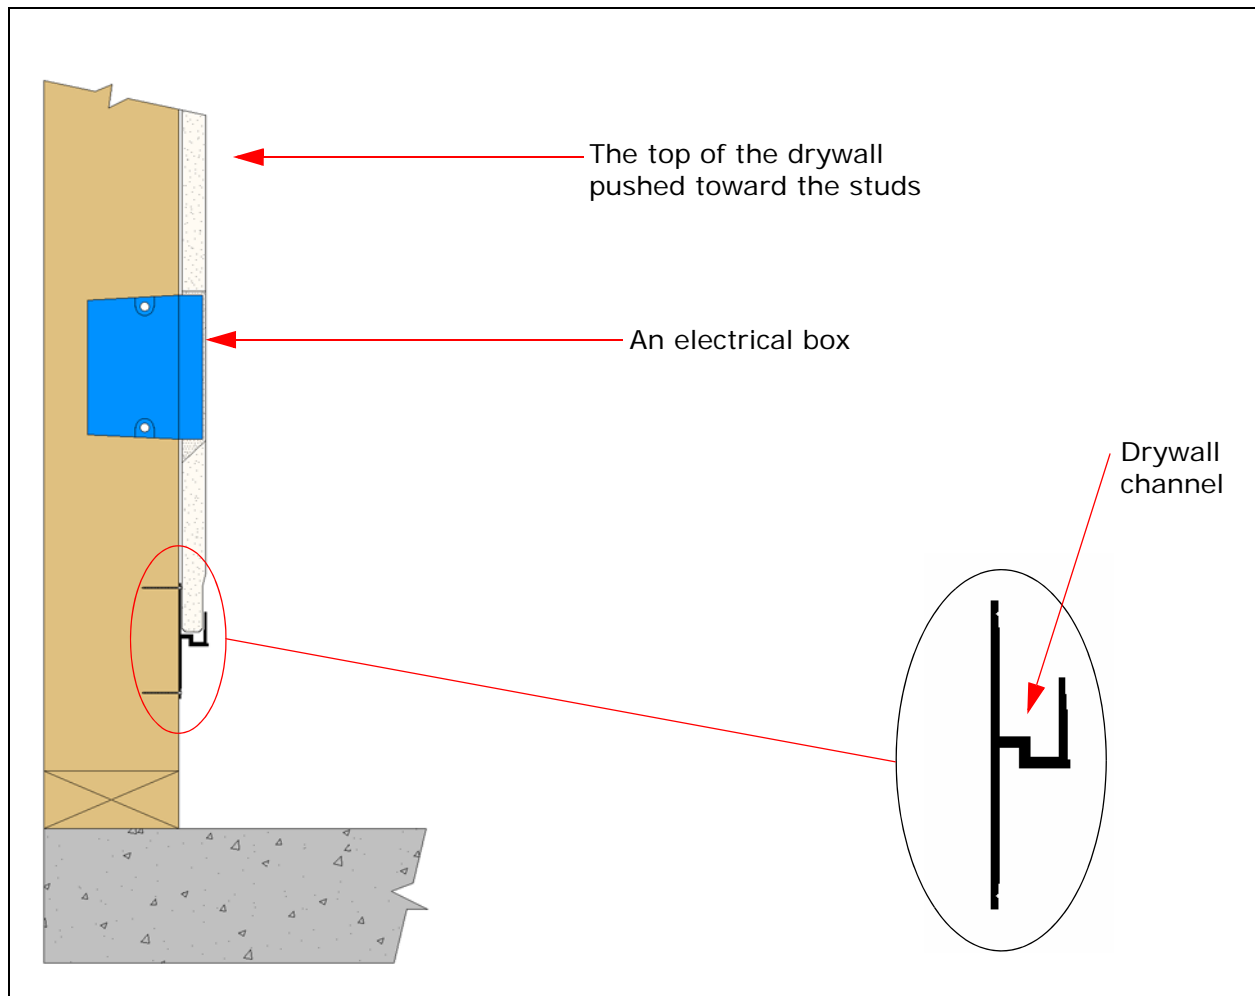 The top of the drywall
pushed toward the studs
An electrical box
Drywall
channel